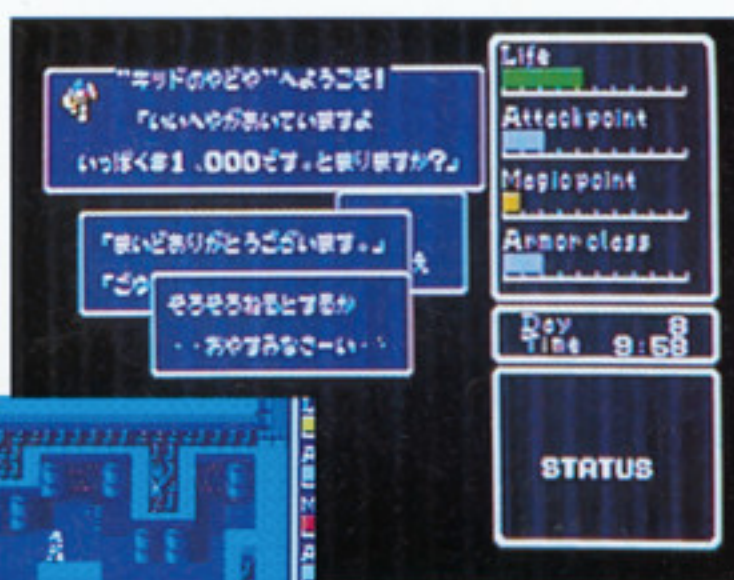 "キッドのやどや"へようこそ!
「いいへやがあいていますよ
いっぱく#1、000です。とまりますか?」
え
「まいどありがとうございます。」
「ごゆ
そろそろねるとするか
・・おやすみなさーい・・
Life
Attack point
Magic point
Armor class
Day 8
Time 9:58
STATUS